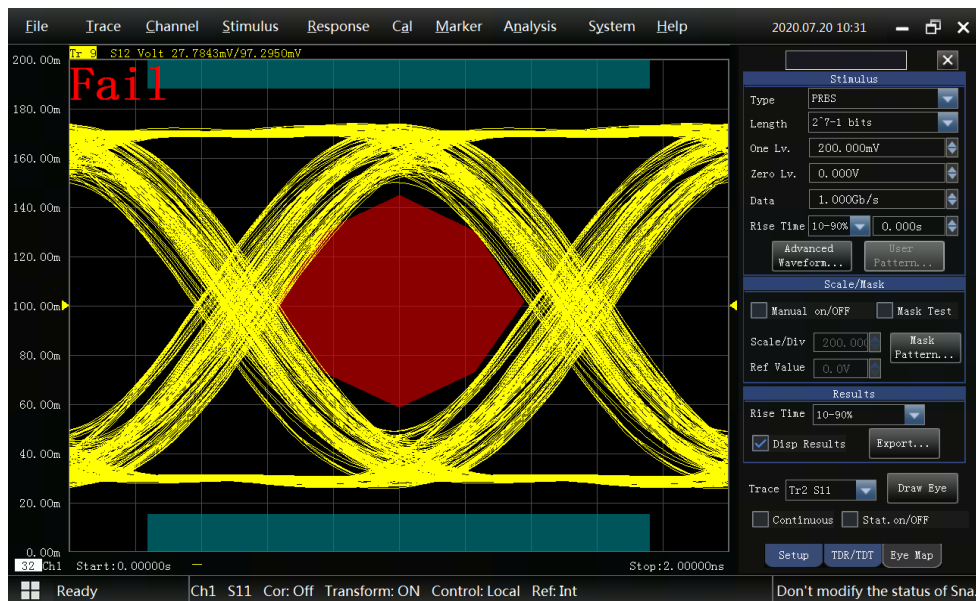 File Trace Channel Stimulus Response Cal Marker Analysis System Help 2020.07.20 10:31
Tr 9 S12 Volt 27.7843mV/97.2950mV
Fail
200.00m
180.00m
160.00m
140.00m
120.00m
100.00m
80.00m
60.00m
40.00m
20.00m
0.00m
32 Ch1 Start:0.00000s Stop:2.00000ns
Stimulus
Type PRBS
Length 2^7-1 bits
One Lv. 200.000mV
Zero Lv. 0.000V
Data 1.000Gb/s
Rise Time 10-90% 0.000s
Advanced Waveform...
User Pattern...
Scale/Mask
Manual on/OFF Mask Test
Scale/Div 200.000
Mask Pattern...
Ref Value 0.0V
Results
Rise Time 10-90%
Disp Results Export...
Trace Tr2 S11 Draw Eye
Continuous Stat.on/OFF
Setup TDR/TDT Eye Map
Ready Ch1 S11 Cor: Off Transform: ON Control: Local Ref: Int Don't modify the status of Sna